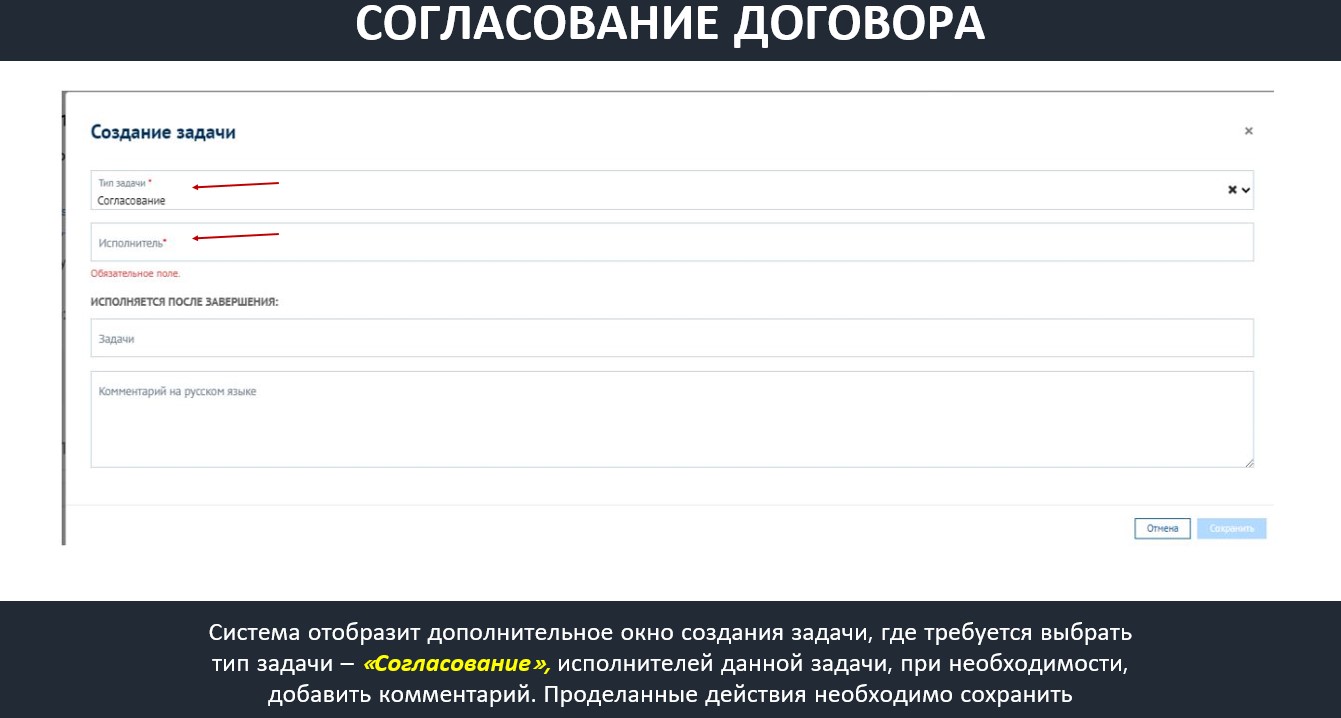 СОГЛАСОВАНИЕ ДОГОВОРА
Создание задачи
Тип задачи *
Согласование
Исполнитель*
Обязательное поле.
ИСПОЛНЯЕТСЯ ПОСЛЕ ЗАВЕРШЕНИЯ:
Задачи
Комментарий на русском языке
Отмена Сохранить
Система отобразит дополнительное окно создания задачи, где требуется выбрать
тип задачи – «Согласование», исполнителей данной задачи, при необходимости,
добавить комментарий. Проделанные действия необходимо сохранить